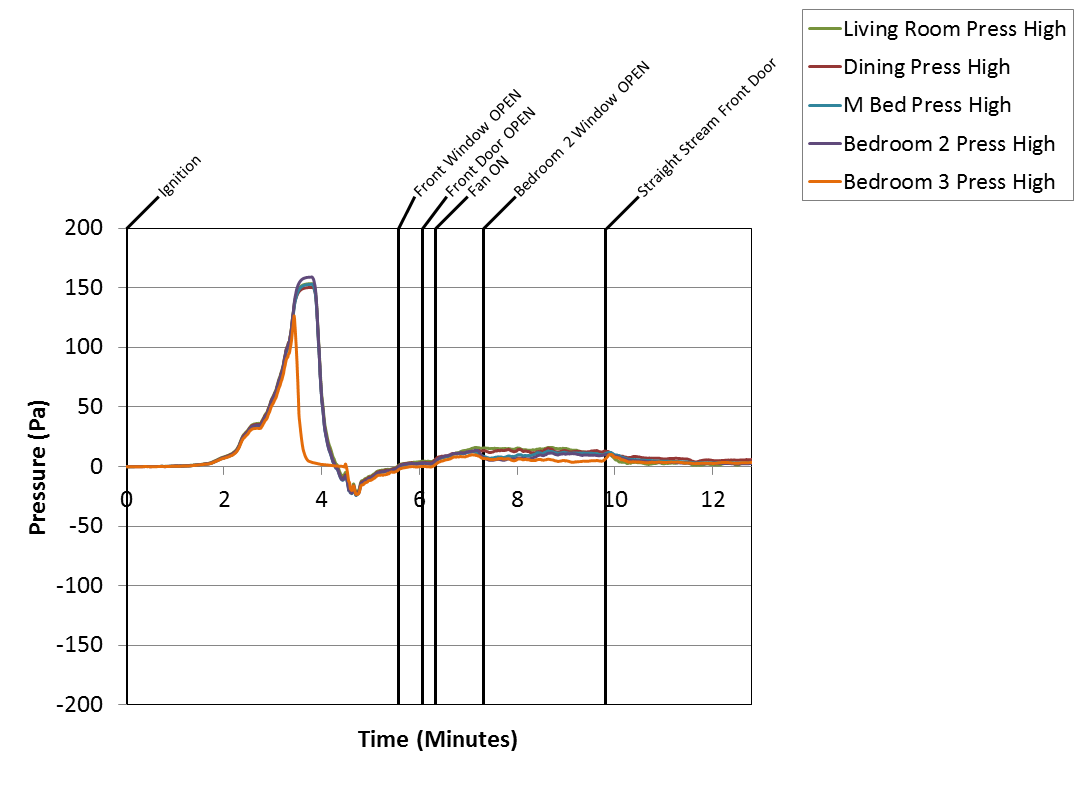 Living Room Press High
Dining Press High
M Bed Press High
Bedroom 2 Press High
Bedroom 3 Press High
Ignition
Front Window OPEN
Front Door OPEN
Fan ON
Bedroom 2 Window OPEN
Straight Stream Front Door
200
150
100
50
0
-50
-100
-150
-200
0 2 4 6 8 10 12
Pressure (Pa)
Time (Minutes)